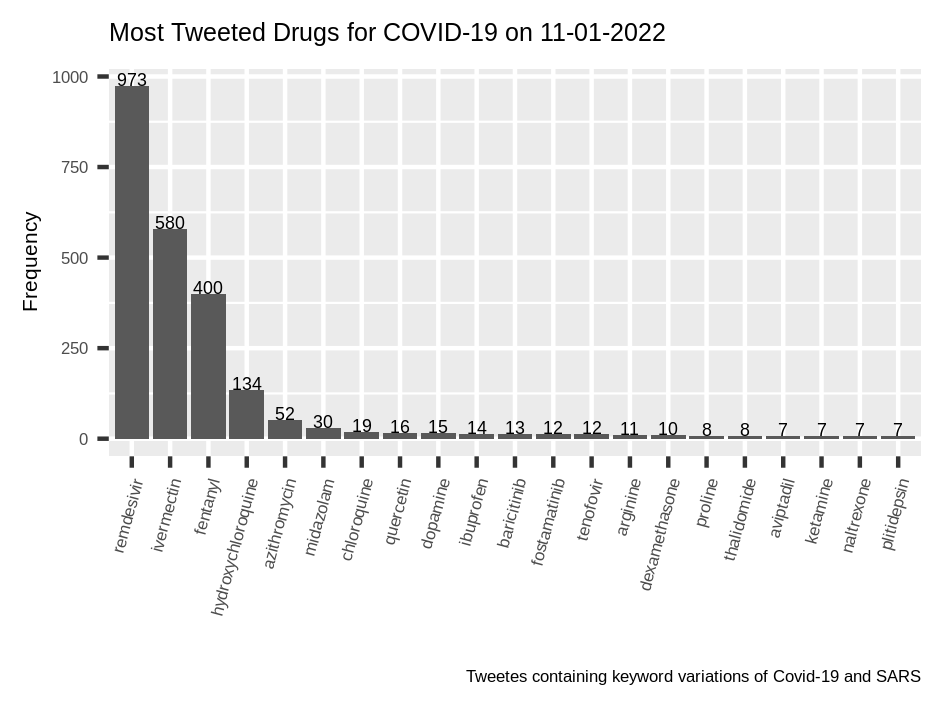 Most Tweeted Drugs for COVID-19 on 11-01-2022
Frequency
1000
750
500
250
0
973
580
400
134
52
30
19
16
15
14
13
12
12
11
10
8
8
7
7
7
7
remdesivir
ivermectin
fentanyl
hydroxychloroquine
azithromycin
midazolam
chloroquine
quercetin
dopamine
ibuprofen
baricitinib
fostamatinib
tenofovir
arginine
dexamethasone
proline
thalidomide
aviptadil
ketamine
naltrexone
plitidepsin
Tweetes containing keyword variations of Covid-19 and SARS